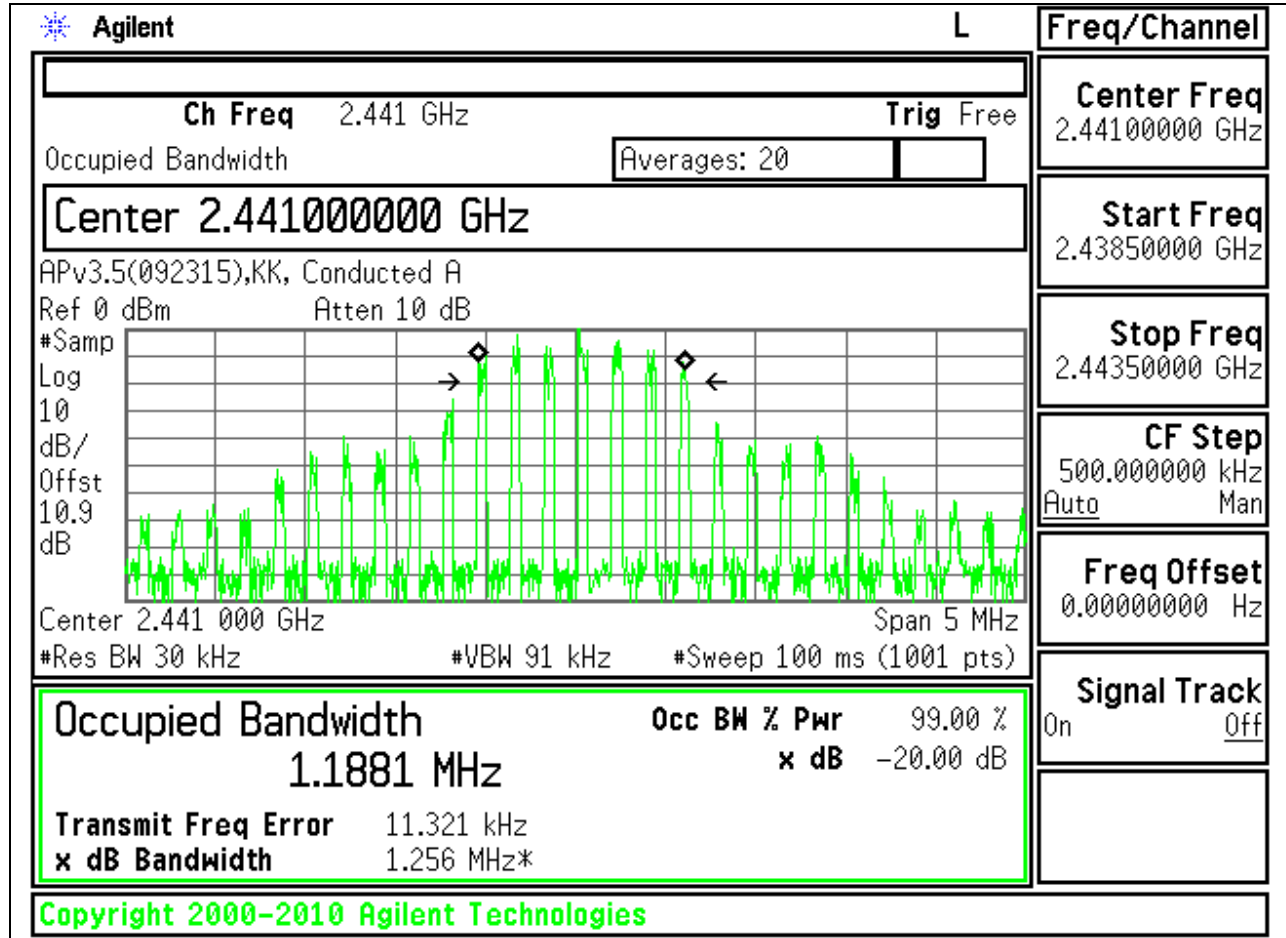 Agilent
L
Freq/Channel
Ch Freq 2.441 GHz
Trig Free
Occupied Bandwidth
Averages: 20
Center 2.441000000 GHz
APv3.5(092315),KK, Conducted A
Ref 0 dBm
Atten 10 dB
#Samp
Log
10
dB/
Offst
10.9
dB
Center 2.441 000 GHz
Span 5 MHz
#Res BW 30 kHz
#VBW 91 kHz
#Sweep 100 ms (1001 pts)
Occupied Bandwidth
1.1881 MHz
Occ BW % Pwr 99.00 %
x dB -20.00 dB
Transmit Freq Error 11.321 kHz
x dB Bandwidth 1.256 MHz*
Copyright 2000-2010 Agilent Technologies
Center Freq
2.44100000 GHz
Start Freq
2.43850000 GHz
Stop Freq
2.44350000 GHz
CF Step
500.000000 kHz
Auto Man
Freq Offset
0.00000000 Hz
Signal Track
On Off